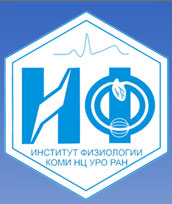 ИФ
ИНСТИТУТ ФИЗИОЛОГИИ
КОМИ НЦ УРО РАН